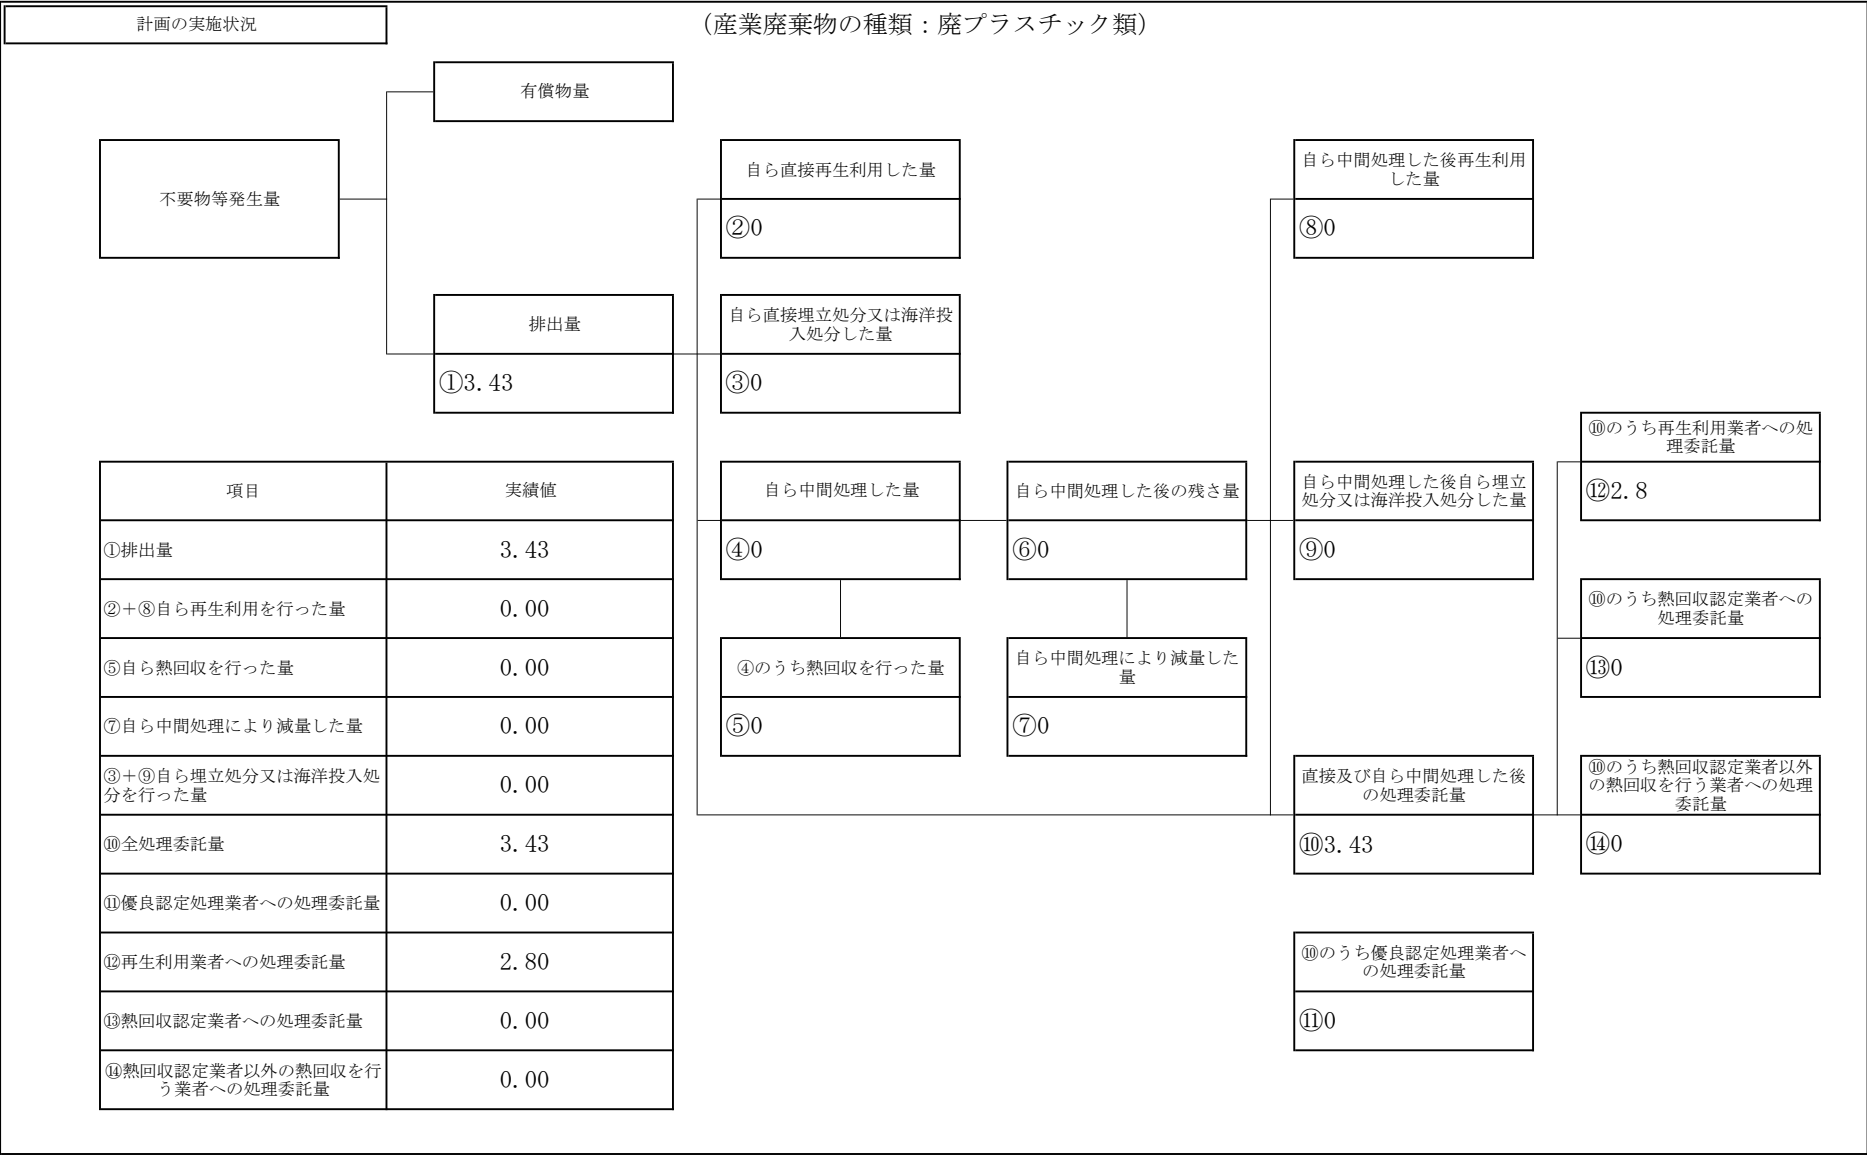 計画の実施状況
（産業廃棄物の種類：廃プラスチック類）
有償物量
不要物等発生量
自ら直接再生利用した量
②0
自ら中間処理した後再生利用
した量
⑧0
排出量
①3.43
自ら直接埋立処分又は海洋投
入処分した量
③0
⑩のうち再生利用業者への処
理委託量
⑫2.8
自ら中間処理した量
④0
自ら中間処理した後の残さ量
⑥0
自ら中間処理した後自ら埋立
処分又は海洋投入処分した量
⑨0
⑩のうち熱回収認定業者への
処理委託量
⑬0
④のうち熱回収を行った量
⑤0
自ら中間処理により減量した
量
⑦0
直接及び自ら中間処理した後
の処理委託量
⑩3.43
⑩のうち熱回収認定業者以外
の熱回収を行う業者への処理
委託量
⑭0
⑩のうち優良認定処理業者へ
の処理委託量
⑪0
項目 実績値
①排出量 3.43
②＋⑧自ら再生利用を行った量 0.00
⑤自ら熱回収を行った量 0.00
⑦自ら中間処理により減量した量 0.00
③＋⑨自ら埋立処分又は海洋投入処
分を行った量 0.00
⑩全処理委託量 3.43
⑪優良認定処理業者への処理委託量 0.00
⑫再生利用業者への処理委託量 2.80
⑬熱回収認定業者への処理委託量 0.00
⑭熱回収認定業者以外の熱回収を行
う業者への処理委託量 0.00